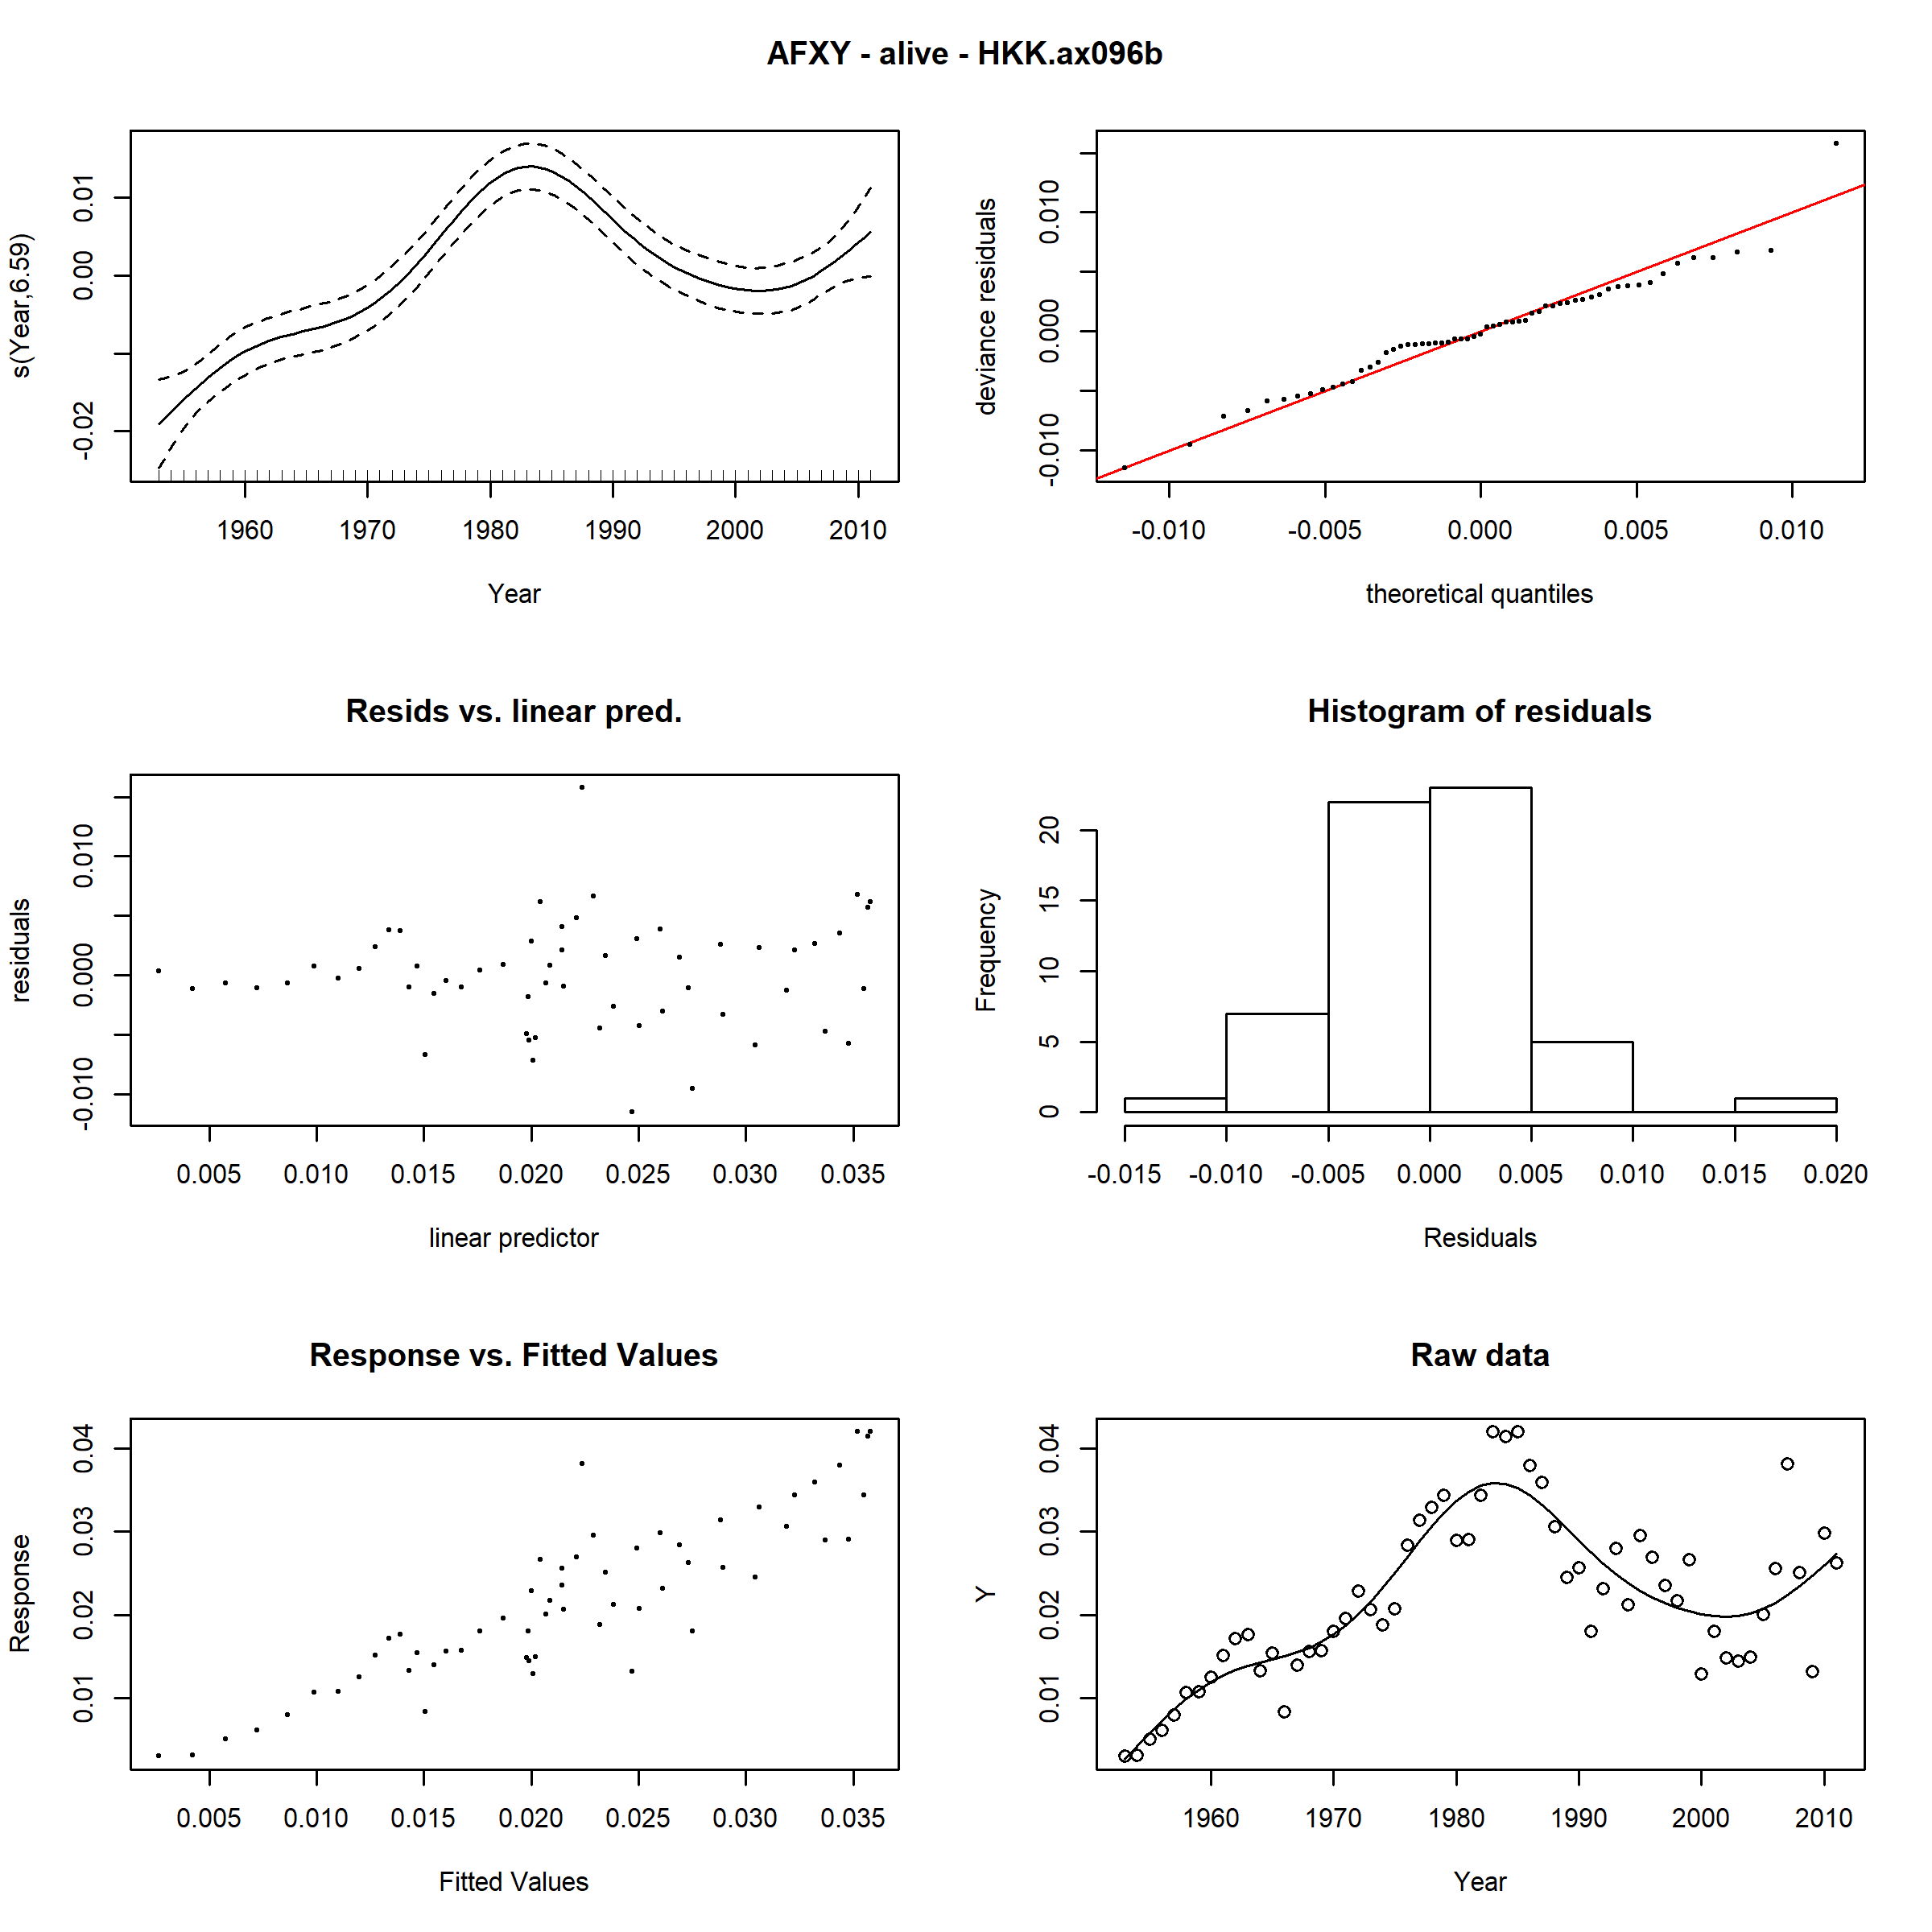 AFXY - alive - HKK.ax096b
s(Year,6.59)
0.01
0.00
-0.02
1960 1970 1980 1990 2000 2010
Year
deviance residuals
0.010
0.000
-0.010
-0.010 -0.005 0.000 0.005 0.010
theoretical quantiles
Resids vs. linear pred.
residuals
0.010
0.000
-0.010
0.005 0.010 0.015 0.020 0.025 0.030 0.035
linear predictor
Histogram of residuals
Frequency
20
15
10
5
0
-0.015 -0.010 -0.005 0.000 0.005 0.010 0.015 0.020
Residuals
Response vs. Fitted Values
Response
0.04
0.03
0.02
0.01
0.005 0.010 0.015 0.020 0.025 0.030 0.035
Fitted Values
Raw data
Y
0.04
0.03
0.02
0.01
1960 1970 1980 1990 2000 2010
Year